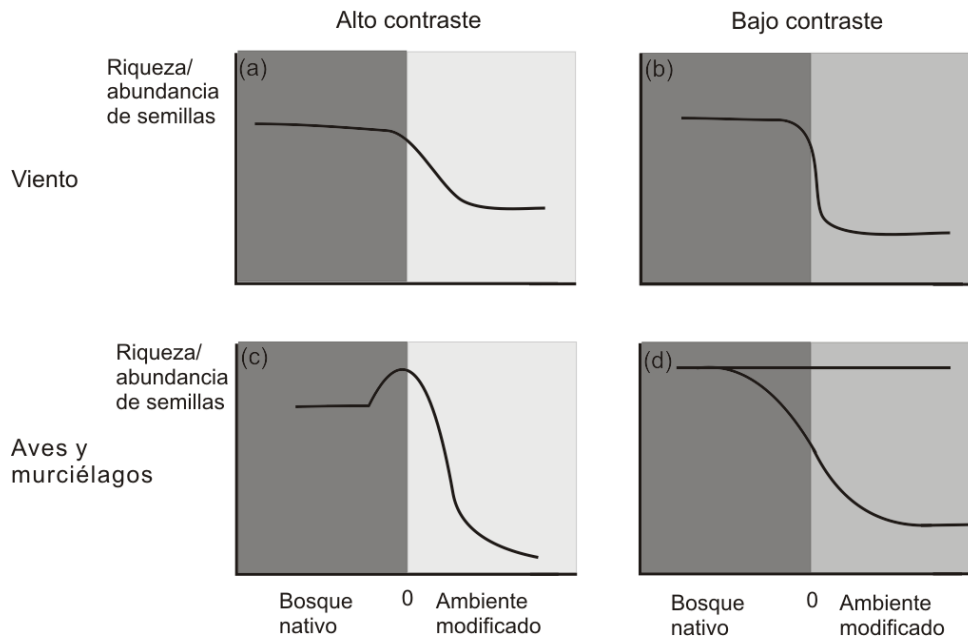 Alto contraste
Bajo contraste
Riqueza/
abundancia
de semillas
(a)
(b)
Viento
Riqueza/
abundancia
de semillas
(c)
(d)
Aves y
murciélagos
Bosque
nativo
0
Ambiente
modificado
Bosque
nativo
0
Ambiente
modificado